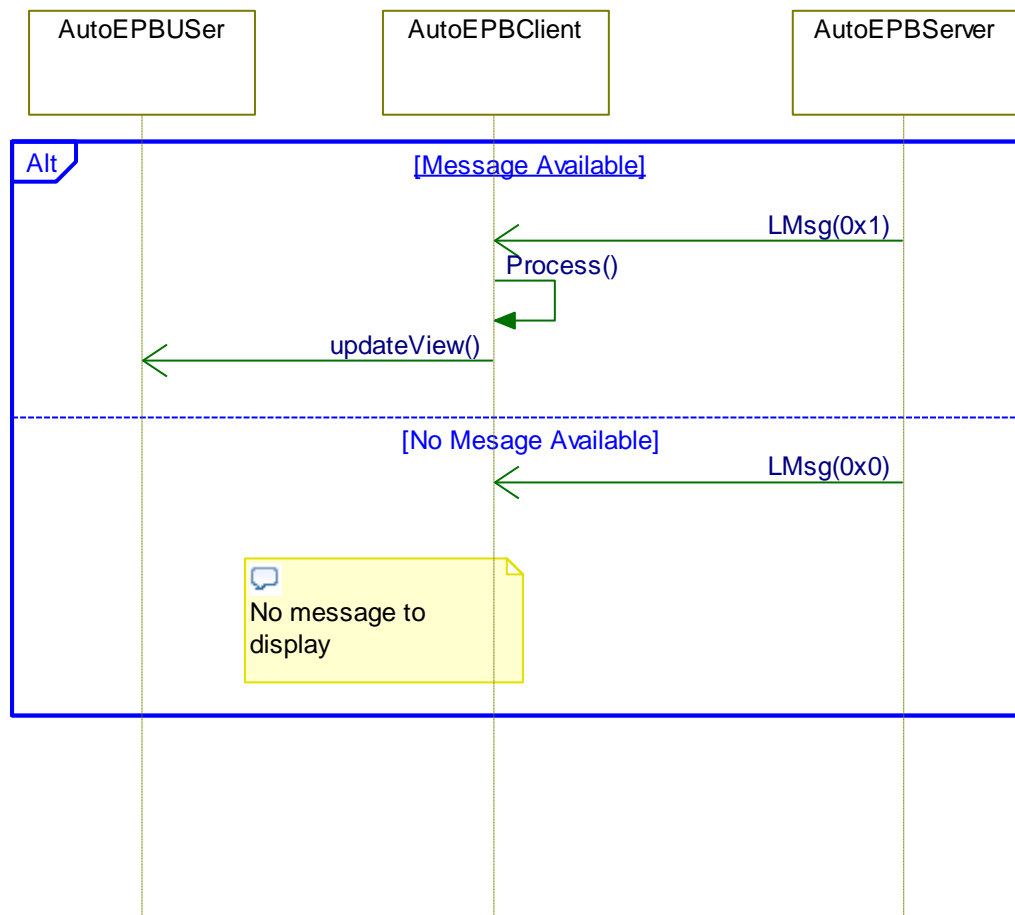 AutoEPBUSer
AutoEPBClient
AutoEPBServer
Alt
[Message Available]
LMsg(0x1)
Process()
updateView()
[No Mesage Available]
LMsg(0x0)
No message to
display